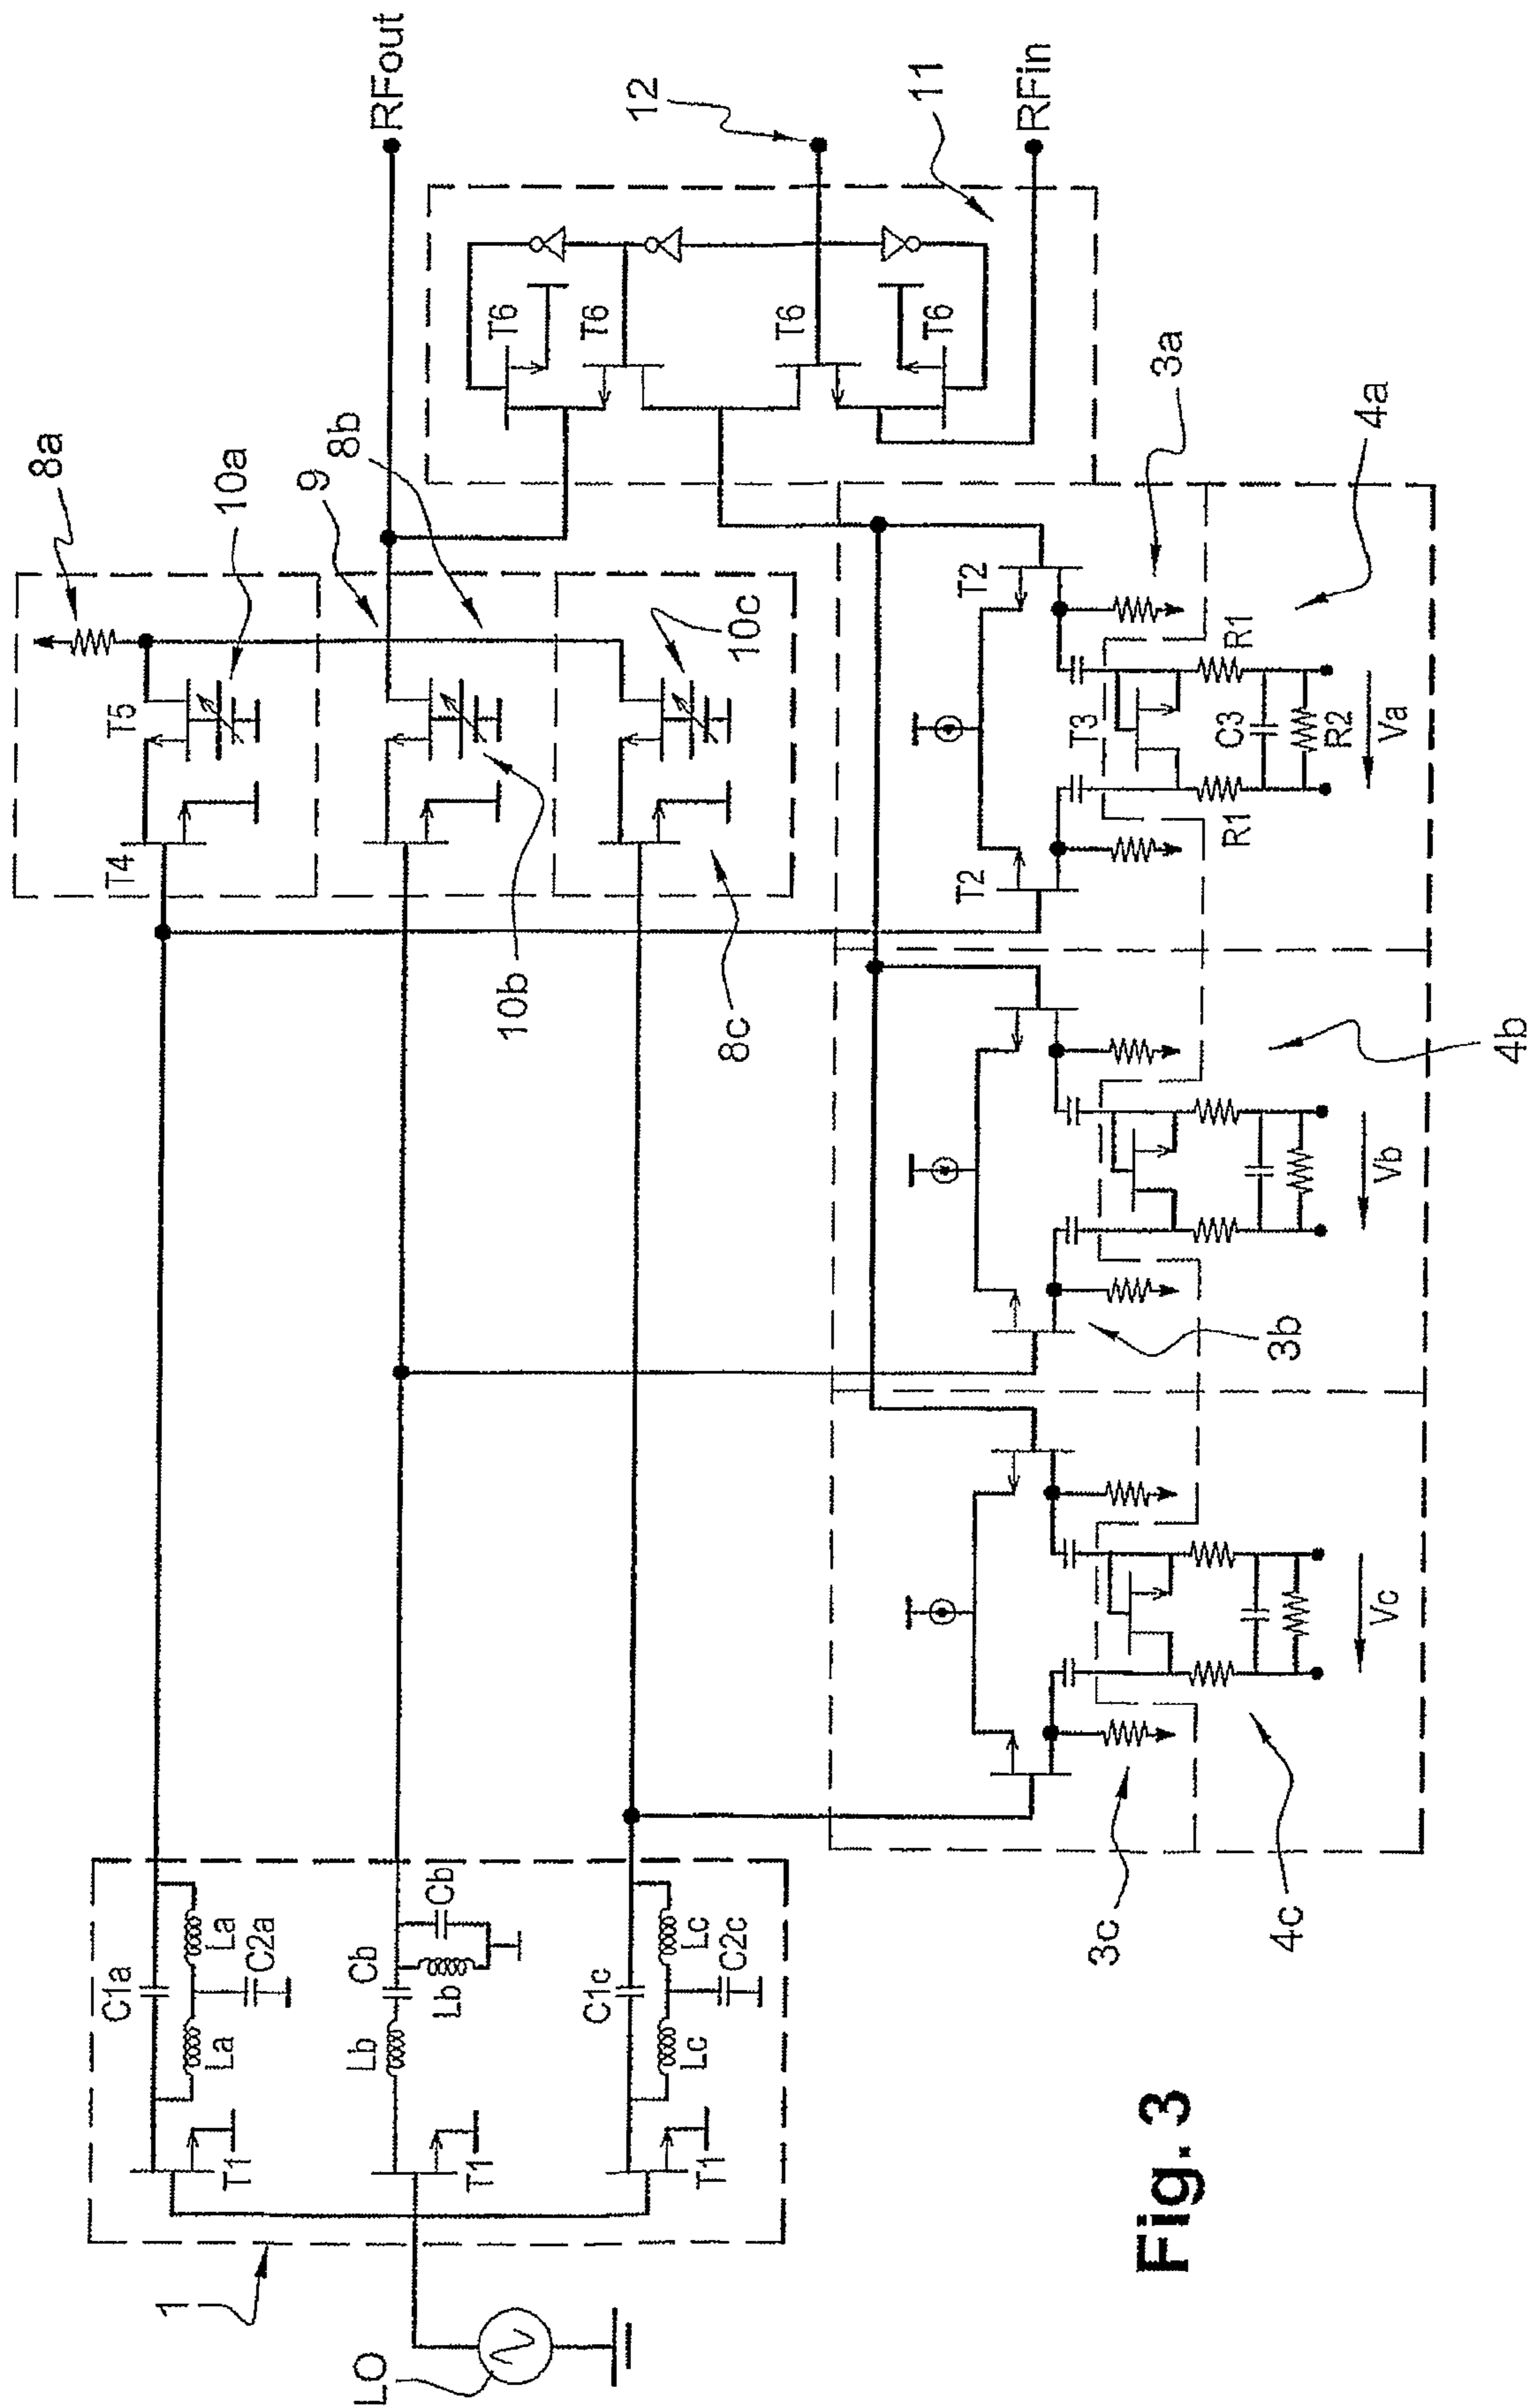 RFout
12
11
RFin
8a
10a
9
8b
10c
T6
T6
T6
T6
T5
T4
10b
8c
T2
T2
3a
4a
T3
R1
R1
C3
R2
Va
4b
3b
Vb
3c
4c
Vc
1
LO
C1a
La
La
C2a
T1
Lb
Cb
Lb
Cb
T1
C1c
Lc
Lc
C2c
T1
Fig. 3